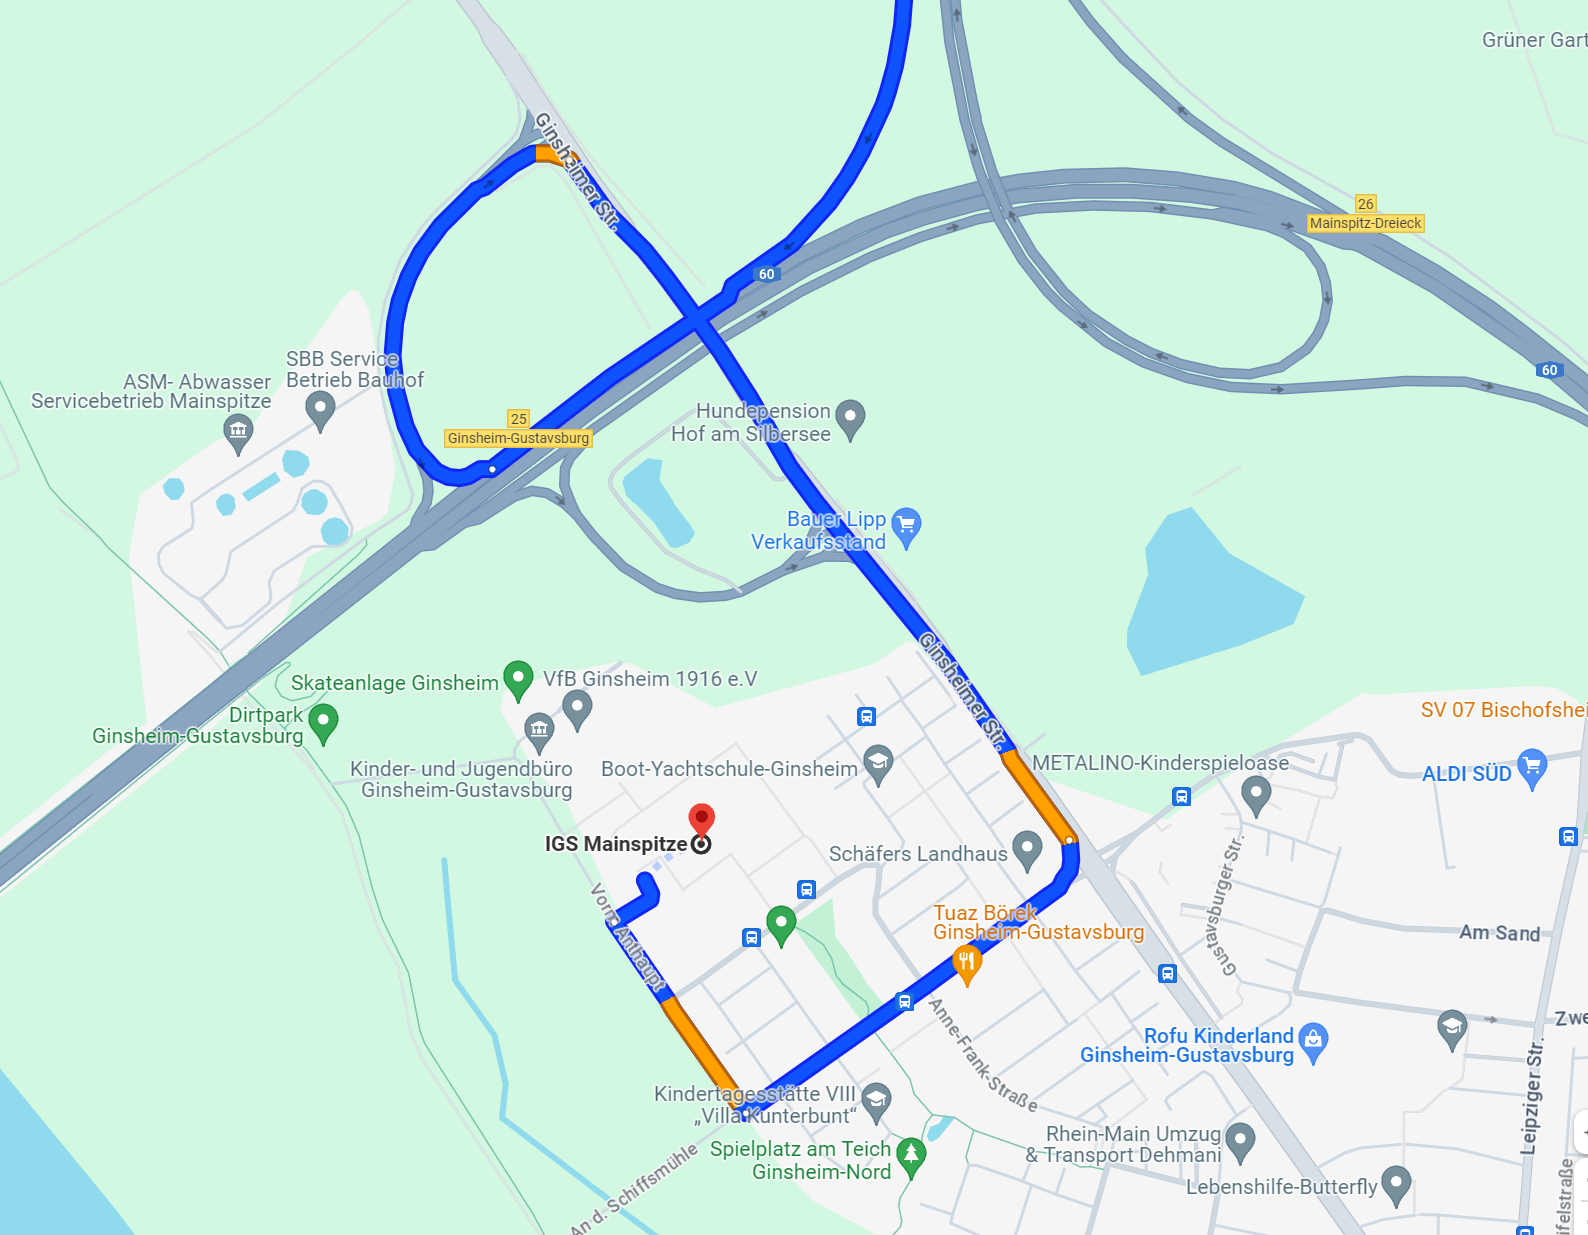 Grüner Gart
Ginsheimer Str.
26
Mainspitz-Dreieck
60
60
SBB Service
Betrieb Bauhof
ASM- Abwasser
Servicebetrieb Mainspitze
25
Ginsheim-Gustavsburg
Hundepension
Hof am Silbersee
Bauer Lipp
Verkaufsstand
Ginsheimer Str.
Skateanlage Ginsheim
VfB Ginsheim 1916 e.V
Dirtpark
Ginsheim-Gustavsburg
SV 07 Bischofshei
Kinder- und Jugendbüro
Ginsheim-Gustavsburg
Boot-Yachtschule-Ginsheim
METALINO-Kinderspieloase
ALDI SÜD
IGS Mainspitze
Schäfers Landhaus
Gustavsburger Str.
Vorm Anthaupt
Tuaz Börek
Ginsheim-Gustavsburg
Am Sand
Anne-Frank-Straße
Zwe
Rofu Kinderland
Ginsheim-Gustavsburg
Kindertagesstätte VIII
„Villa Kunterbunt“
Leipziger Str.
Rhein-Main Umzug
& Transport Dehmani
Spielplatz am Teich
Ginsheim-Nord
An d. Schiffsmühle
Lebenshilfe-Butterfly
ifelstraße